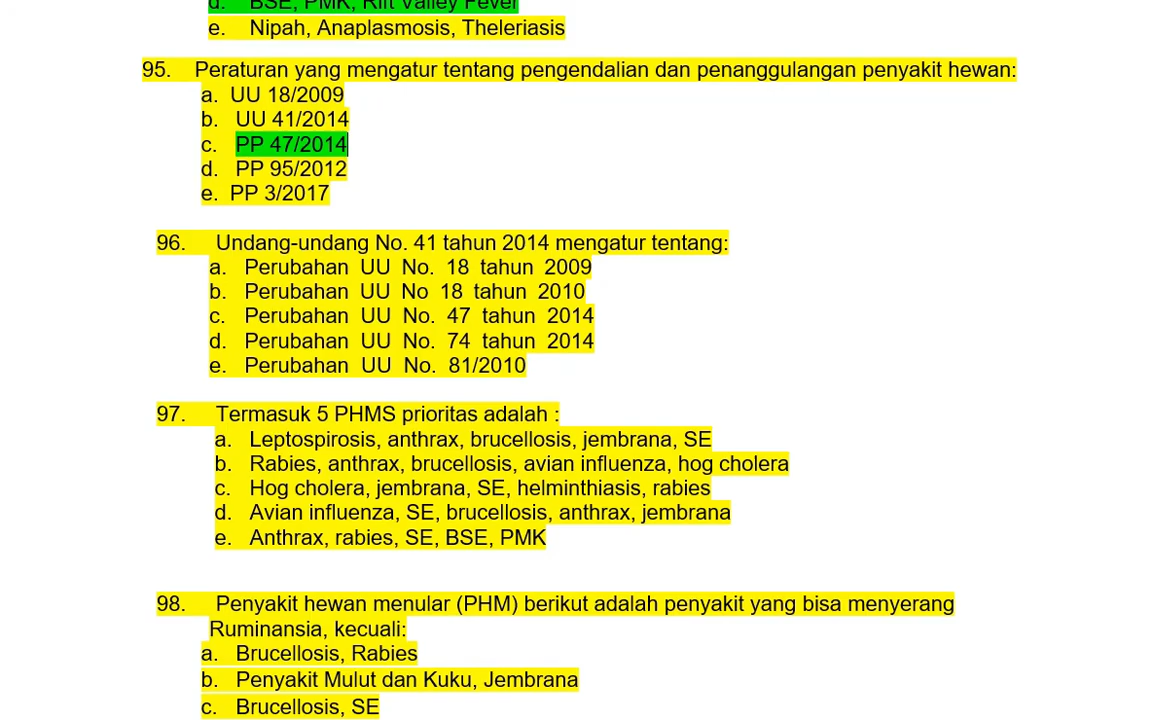 d. BSE, PMK, Rift Valley Fever
e. Nipah, Anaplasmosis, Theleriasis
95. Peraturan yang mengatur tentang pengendalian dan penanggulangan penyakit hewan:
a. UU 18/2009
b. UU 41/2014
c. PP 47/2014
d. PP 95/2012
e. PP 3/2017
96. Undang-undang No. 41 tahun 2014 mengatur tentang:
a. Perubahan UU No. 18 tahun 2009
b. Perubahan UU No 18 tahun 2010
c. Perubahan UU No. 47 tahun 2014
d. Perubahan UU No. 74 tahun 2014
e. Perubahan UU No. 81/2010
97. Termasuk 5 PHMS prioritas adalah :
a. Leptospirosis, anthrax, brucellosis, jembrana, SE
b. Rabies, anthrax, brucellosis, avian influenza, hog cholera
c. Hog cholera, jembrana, SE, helminthiasis, rabies
d. Avian influenza, SE, brucellosis, anthrax, jembrana
e. Anthrax, rabies, SE, BSE, PMK
98. Penyakit hewan menular (PHM) berikut adalah penyakit yang bisa menyerang
Ruminansia, kecuali:
a. Brucellosis, Rabies
b. Penyakit Mulut dan Kuku, Jembrana
c. Brucellosis, SE